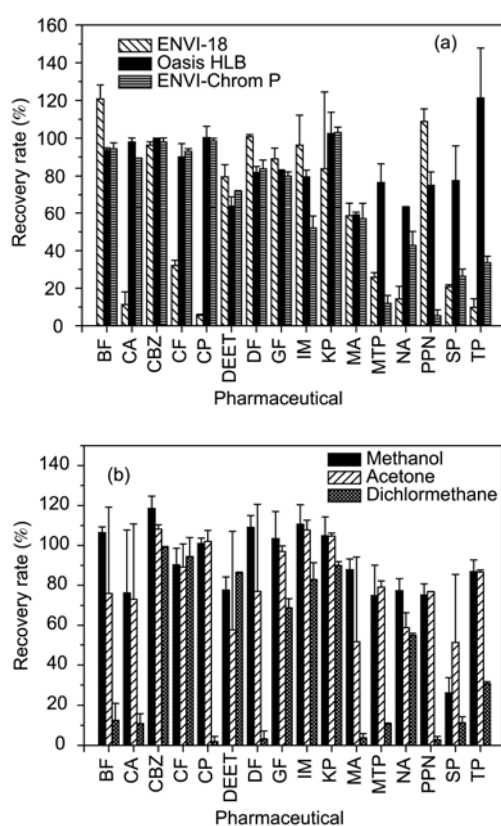 (a)
ENVI-18
Oasis HLB
ENVI-Chrom P
Recovery rate (%)
160
140
120
100
80
60
40
20
0
BF CA CBZ CF CP DEET DF GF IM KP MA MTP NA PPN SP TP
Pharmaceutical
(b)
Methanol
Acetone
Dichlormethane
Recovery rate (%)
140
120
100
80
60
40
20
0
BF CA CBZ CF CP DEET DF GF IM KP MA MTP NA PPN SP TP
Pharmaceutical